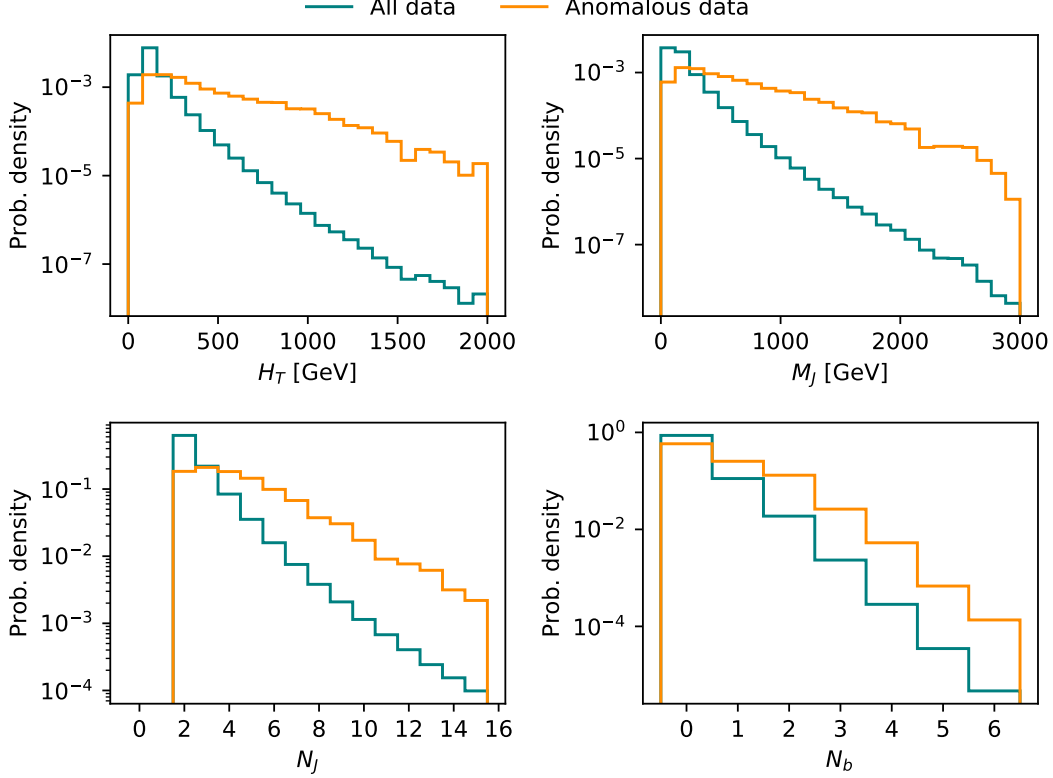 All data Anomalous data
Prob. density
10⁻³
10⁻⁵
10⁻⁷
0 500 1000 1500 2000
H_T [GeV]
Prob. density
10⁻³
10⁻⁵
10⁻⁷
0 1000 2000 3000
M_J [GeV]
Prob. density
10⁻¹
10⁻²
10⁻³
10⁻⁴
0 2 4 6 8 10 12 14 16
N_J
Prob. density
10⁰
10⁻²
10⁻⁴
0 1 2 3 4 5 6
N_b